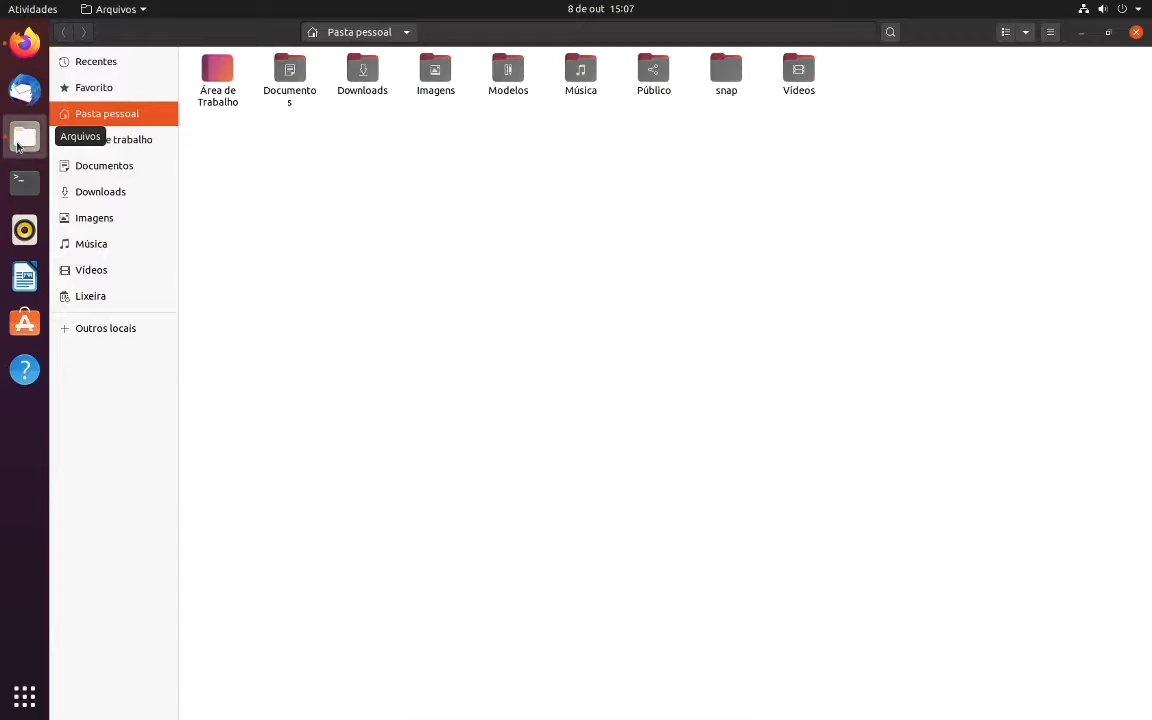 Atividades Arquivos 8 de out 15:07
Pasta pessoal
Recentes
Favorito
Pasta pessoal
Arquivos
e trabalho
Documentos
Downloads
Imagens
Música
Vídeos
Lixeira
+ Outros locais
Área de
Trabalho
Documento
s
Downloads
Imagens
Modelos
Música
Público
snap
Vídeos
>_
?